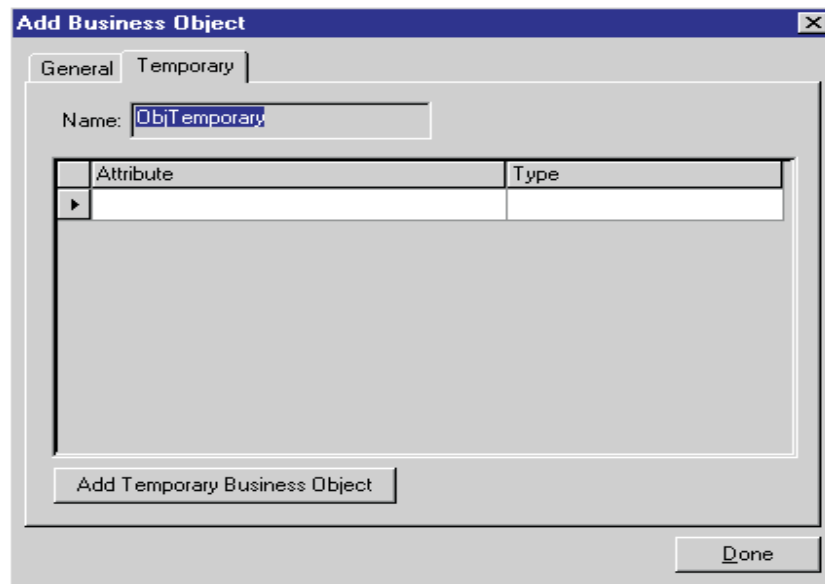 Add Business Object
General Temporary
Name: ObjTemporary
Attribute Type
Add Temporary Business Object
Done